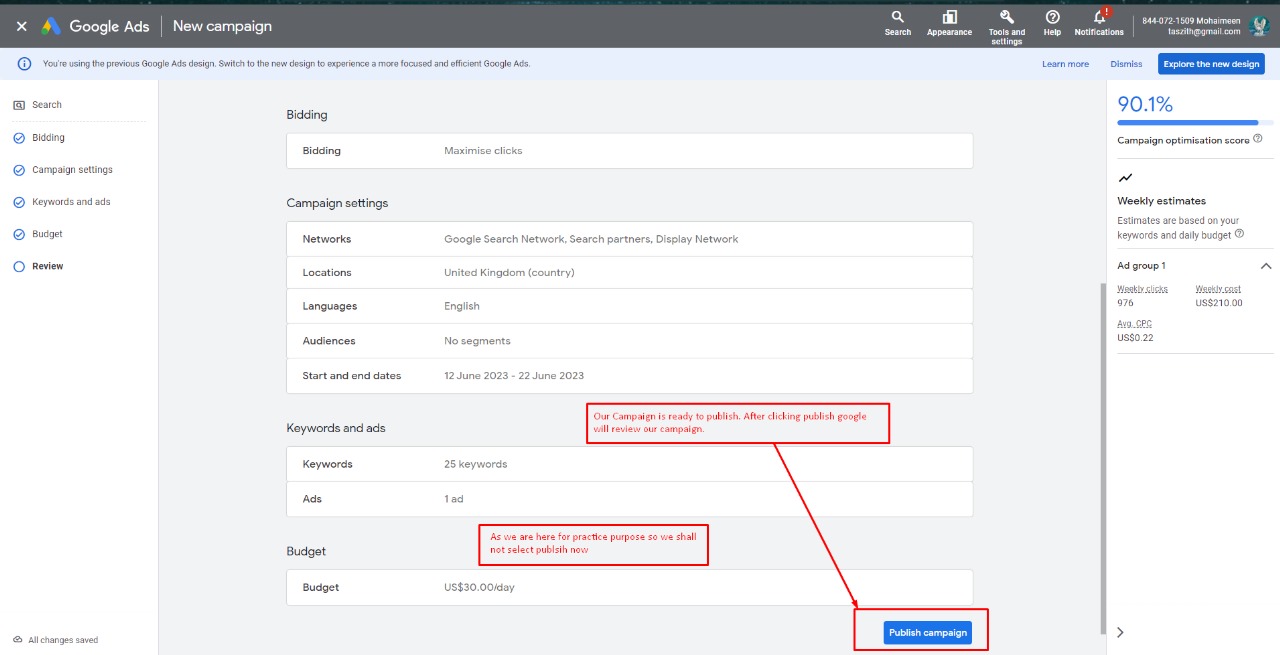 Google Ads
New campaign
Search
Appearance
Tools and
settings
Help
!
Notifications
844-072-1509 Mohaimeen
taszith@gmail.com
You're using the previous Google Ads design. Switch to the new design to experience a more focused and efficient Google Ads.
Learn more
Dismiss
Explore the new design
Search
Bidding
Campaign settings
Keywords and ads
Budget
Review
All changes saved
Bidding
Bidding Maximise clicks
Campaign settings
Networks Google Search Network, Search partners, Display Network
Locations United Kingdom (country)
Languages English
Audiences No segments
Start and end dates 12 June 2023 - 22 June 2023
Our Campaign is ready to publish. After clicking publish google
will review our campaign.
Keywords and ads
Keywords 25 keywords
Ads 1 ad
As we are here for practice purpose so we shall
not select publsih now
Budget
Budget US$30.00/day
Publish campaign
90.1%
Campaign optimisation score
Weekly estimates
Estimates are based on your
keywords and daily budget
Ad group 1
Weekly clicks Weekly cost
976 US$210.00
Avg. CPC
US$0.22